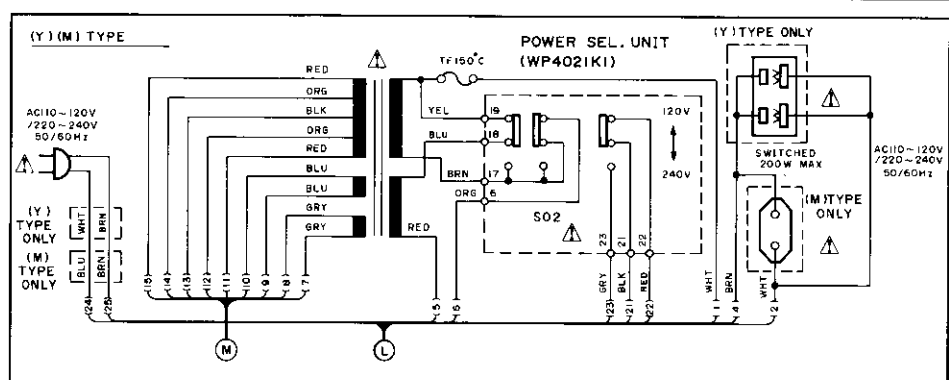 (Y) (M) TYPE
POWER SEL. UNIT
(WP4021K1)
(Y) TYPE ONLY
TF150°C
RED
ORG
BLK
ORG
RED
BLU
BLU
GRY
GRY
YEL
BLU
BRN
ORG
RED
19
18
17
6
120V
240V
S02
23
21
22
AC110~120V
/220~240V
50/60Hz
SWITCHED
200W MAX
AC110~120V
/220~240V
50/60Hz
(M)TYPE
ONLY
(Y)
TYPE
ONLY
WHT
BRN
(M)
TYPE
ONLY
BLU
BRN
GRY
BLK
RED
WHT
BRN
WHT
24
25
15
14
13
12
11
10
9
8
7
5
6
23
21
22
1
4
2
M
L